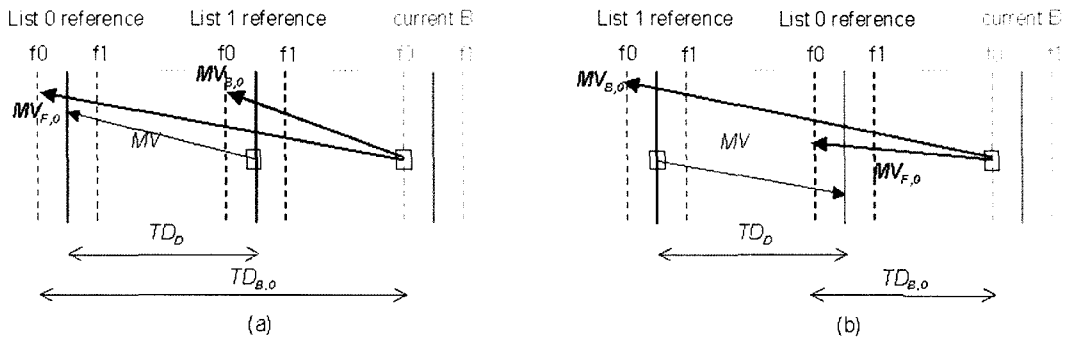 List 0 reference List 1 reference current B
f0 f1 ...... f0 f1 ...... f0 f1
MV_B,0
MV_F,0
MV
TD_D
TD_B,0
(a)
List 1 reference List 0 reference current B
f0 f1 ...... f0 f1 ...... f0 f1
MV_B,0
MV
MV_F,0
TD_D
TD_B,0
(b)